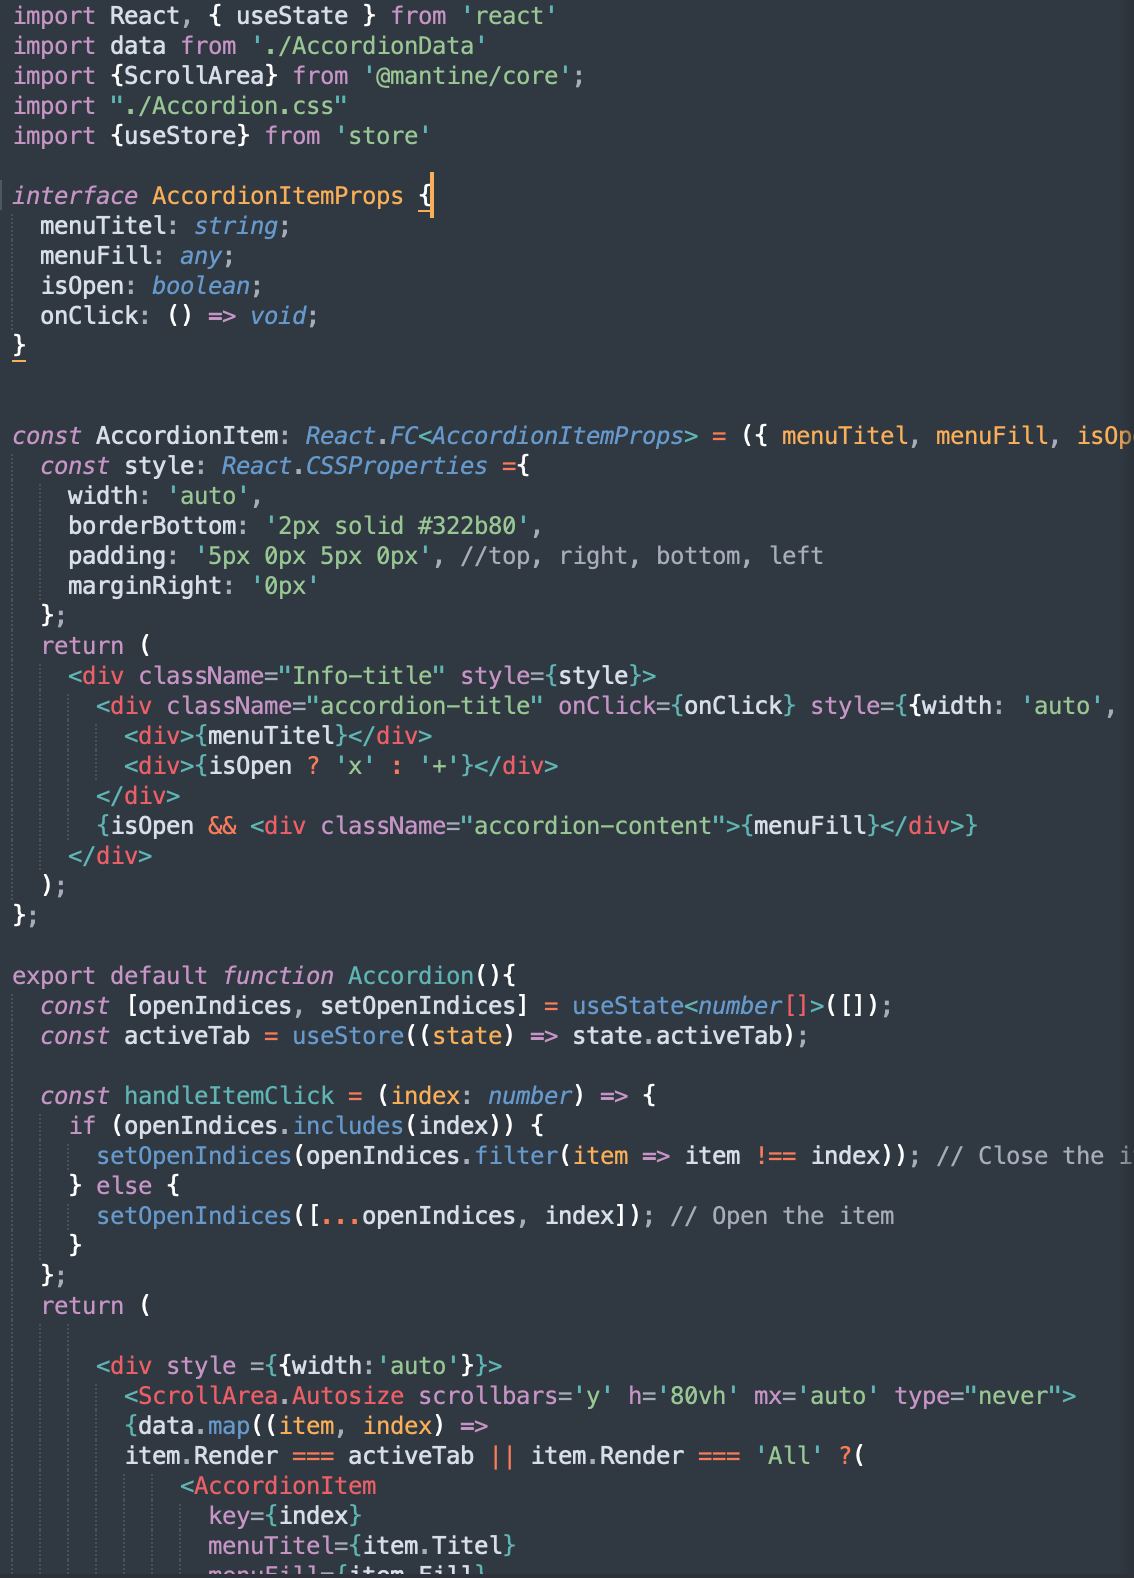 import React, { useState } from 'react'
import data from './AccordionData'
import {ScrollArea} from '@mantine/core';
import "./Accordion.css"
import {useStore} from 'store'
interface AccordionItemProps {
menuTitel: string;
menuFill: any;
isOpen: boolean;
onClick: () => void;
}
const AccordionItem: React.FC<AccordionItemProps> = ({ menuTitel, menuFill, isOp
const style: React.CSSProperties ={
width: 'auto',
borderBottom: '2px solid #322b80',
padding: '5px 0px 5px 0px', //top, right, bottom, left
marginRight: '0px'
};
return (
<div className="Info-title" style={style}>
<div className="accordion-title" onClick={onClick} style={{width: 'auto',
<div>{menuTitel}</div>
<div>{isOpen ? 'x' : '+'}</div>
</div>
{isOpen && <div className="accordion-content">{menuFill}</div>}
</div>
);
};
export default function Accordion(){
const [openIndices, setOpenIndices] = useState<number[]>([]);
const activeTab = useStore((state) => state.activeTab);
const handleItemClick = (index: number) => {
if (openIndices.includes(index)) {
setOpenIndices(openIndices.filter(item => item !== index)); // Close the i
} else {
setOpenIndices([...openIndices, index]); // Open the item
}
};
return (
<div style ={{width:'auto'}}>
<ScrollArea.Autosize scrollbars='y' h='80vh' mx='auto' type="never">
{data.map((item, index) =>
item.Render === activeTab || item.Render === 'All' ?(
<AccordionItem
key={index}
menuTitel={item.Titel}
menuFill={item.Fill}